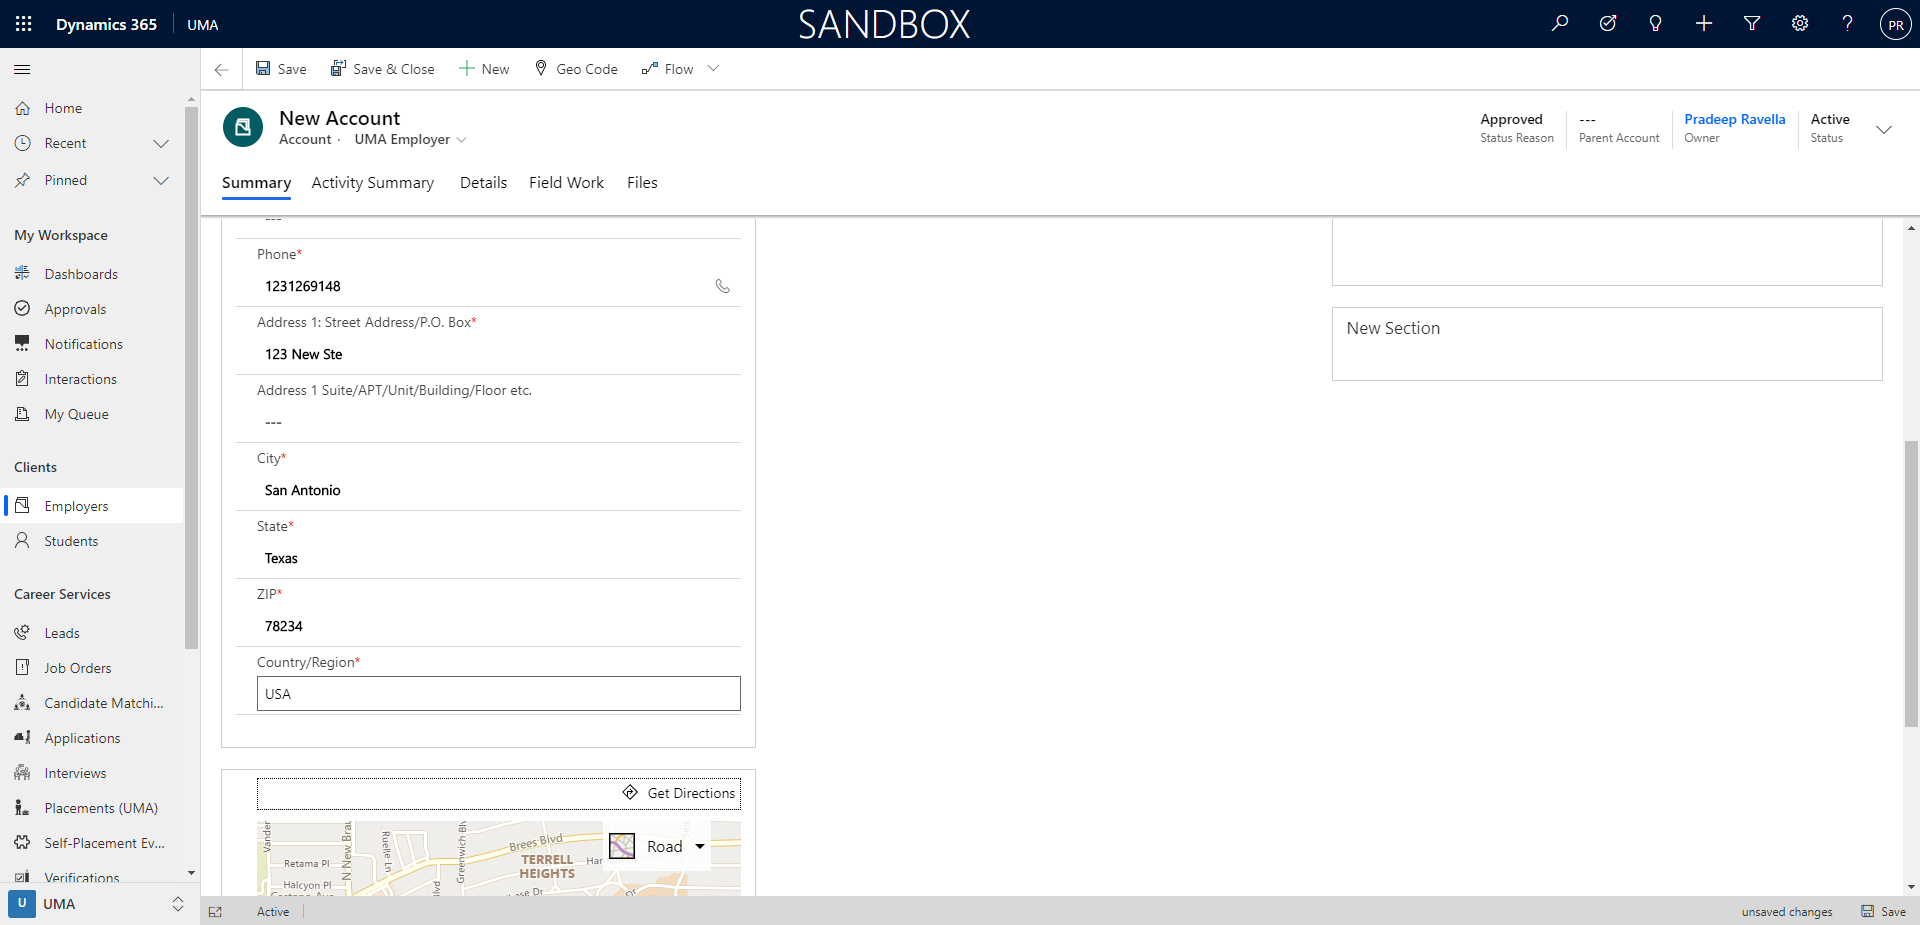 Dynamics 365
UMA
SANDBOX
PR
Save
Save & Close
New
Geo Code
Flow
Home
Recent
Pinned
My Workspace
Dashboards
Approvals
Notifications
Interactions
My Queue
Clients
Employers
Students
Career Services
Leads
Job Orders
Candidate Matchi...
Applications
Interviews
Placements (UMA)
Self-Placement Ev...
Verifications
U
UMA
New Account
Account · UMA Employer
Approved
Status Reason
---
Parent Account
Pradeep Ravella
Owner
Active
Status
Summary
Activity Summary
Details
Field Work
Files
---
Phone*
1231269148
Address 1: Street Address/P.O. Box*
123 New Ste
Address 1 Suite/APT/Unit/Building/Floor etc.
---
City*
San Antonio
State*
Texas
ZIP*
78234
Country/Region*
USA
New Section
Get Directions
Vander
N New Brau
Ruelle Ln
Greenwich Blv
Brees Blvd
Road
Retama Pl
TERRELL
HEIGHTS
Har
Halcyon Pl
Blvd
Dr
Dr
Active
unsaved changes
Save